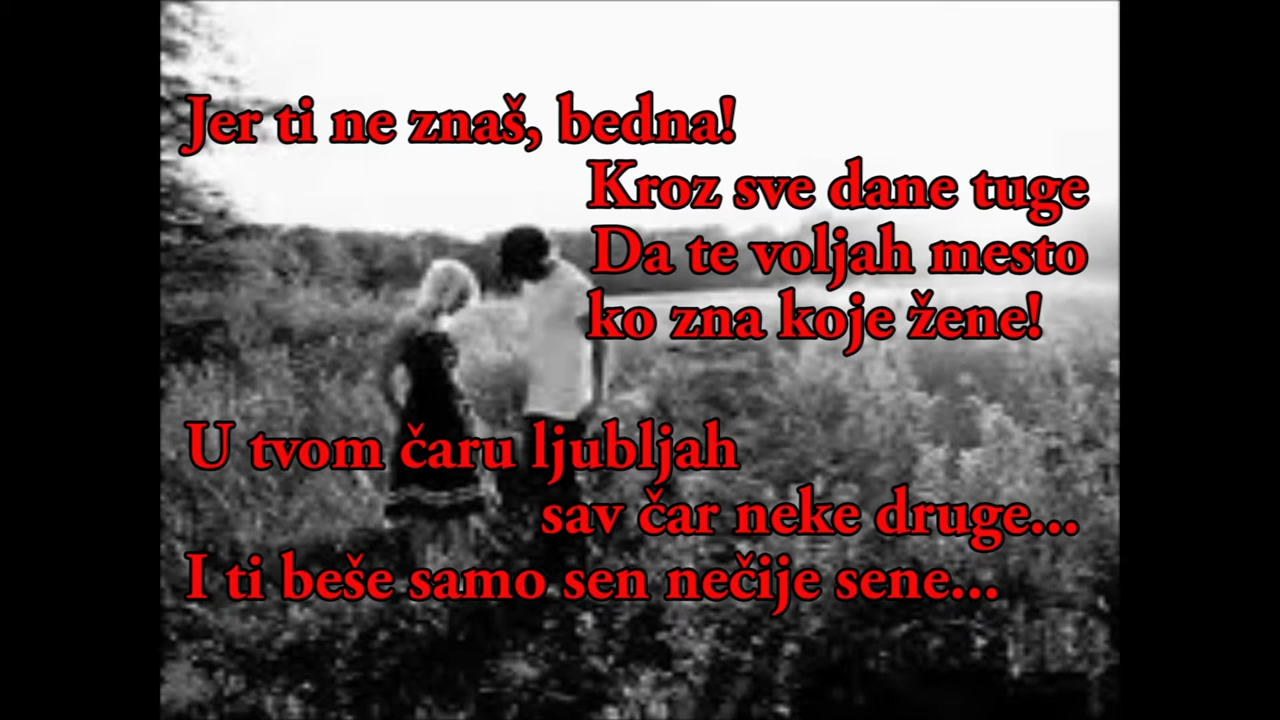 Jer ti ne znaš, bedna!
Kroz sve dane tuge
Da te voljah mesto
ko zna koje žene!
U tvom čaru ljubljah
sav čar neke druge...
I ti beše samo sen nečije sene...